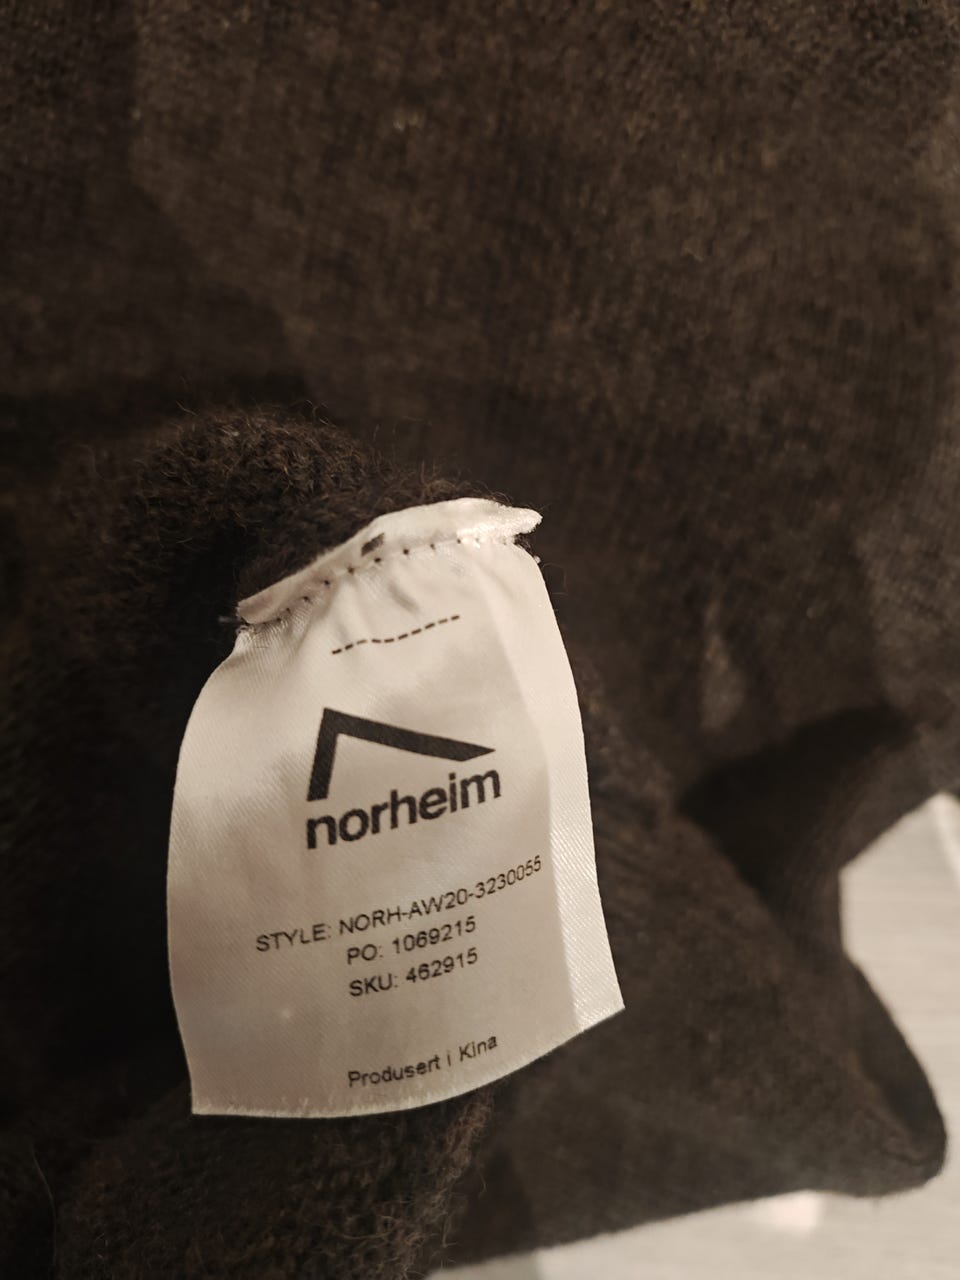 norheim
STYLE: NORH-AW20-3230055
PO: 1069215
SKU: 462915
Produsert i Kina